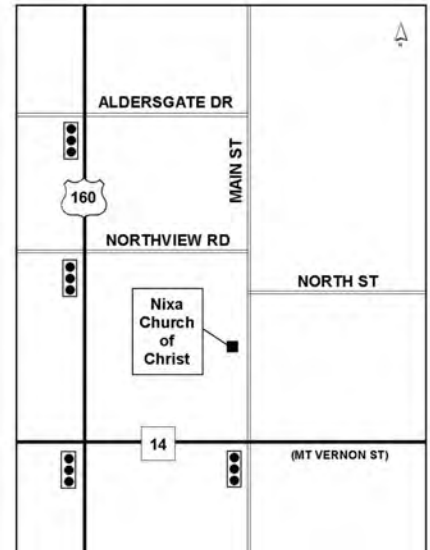 N
ALDERSGATE DR
MAIN ST
160
NORTHVIEW RD
NORTH ST
Nixa
Church
of
Christ
14
(MT VERNON ST)